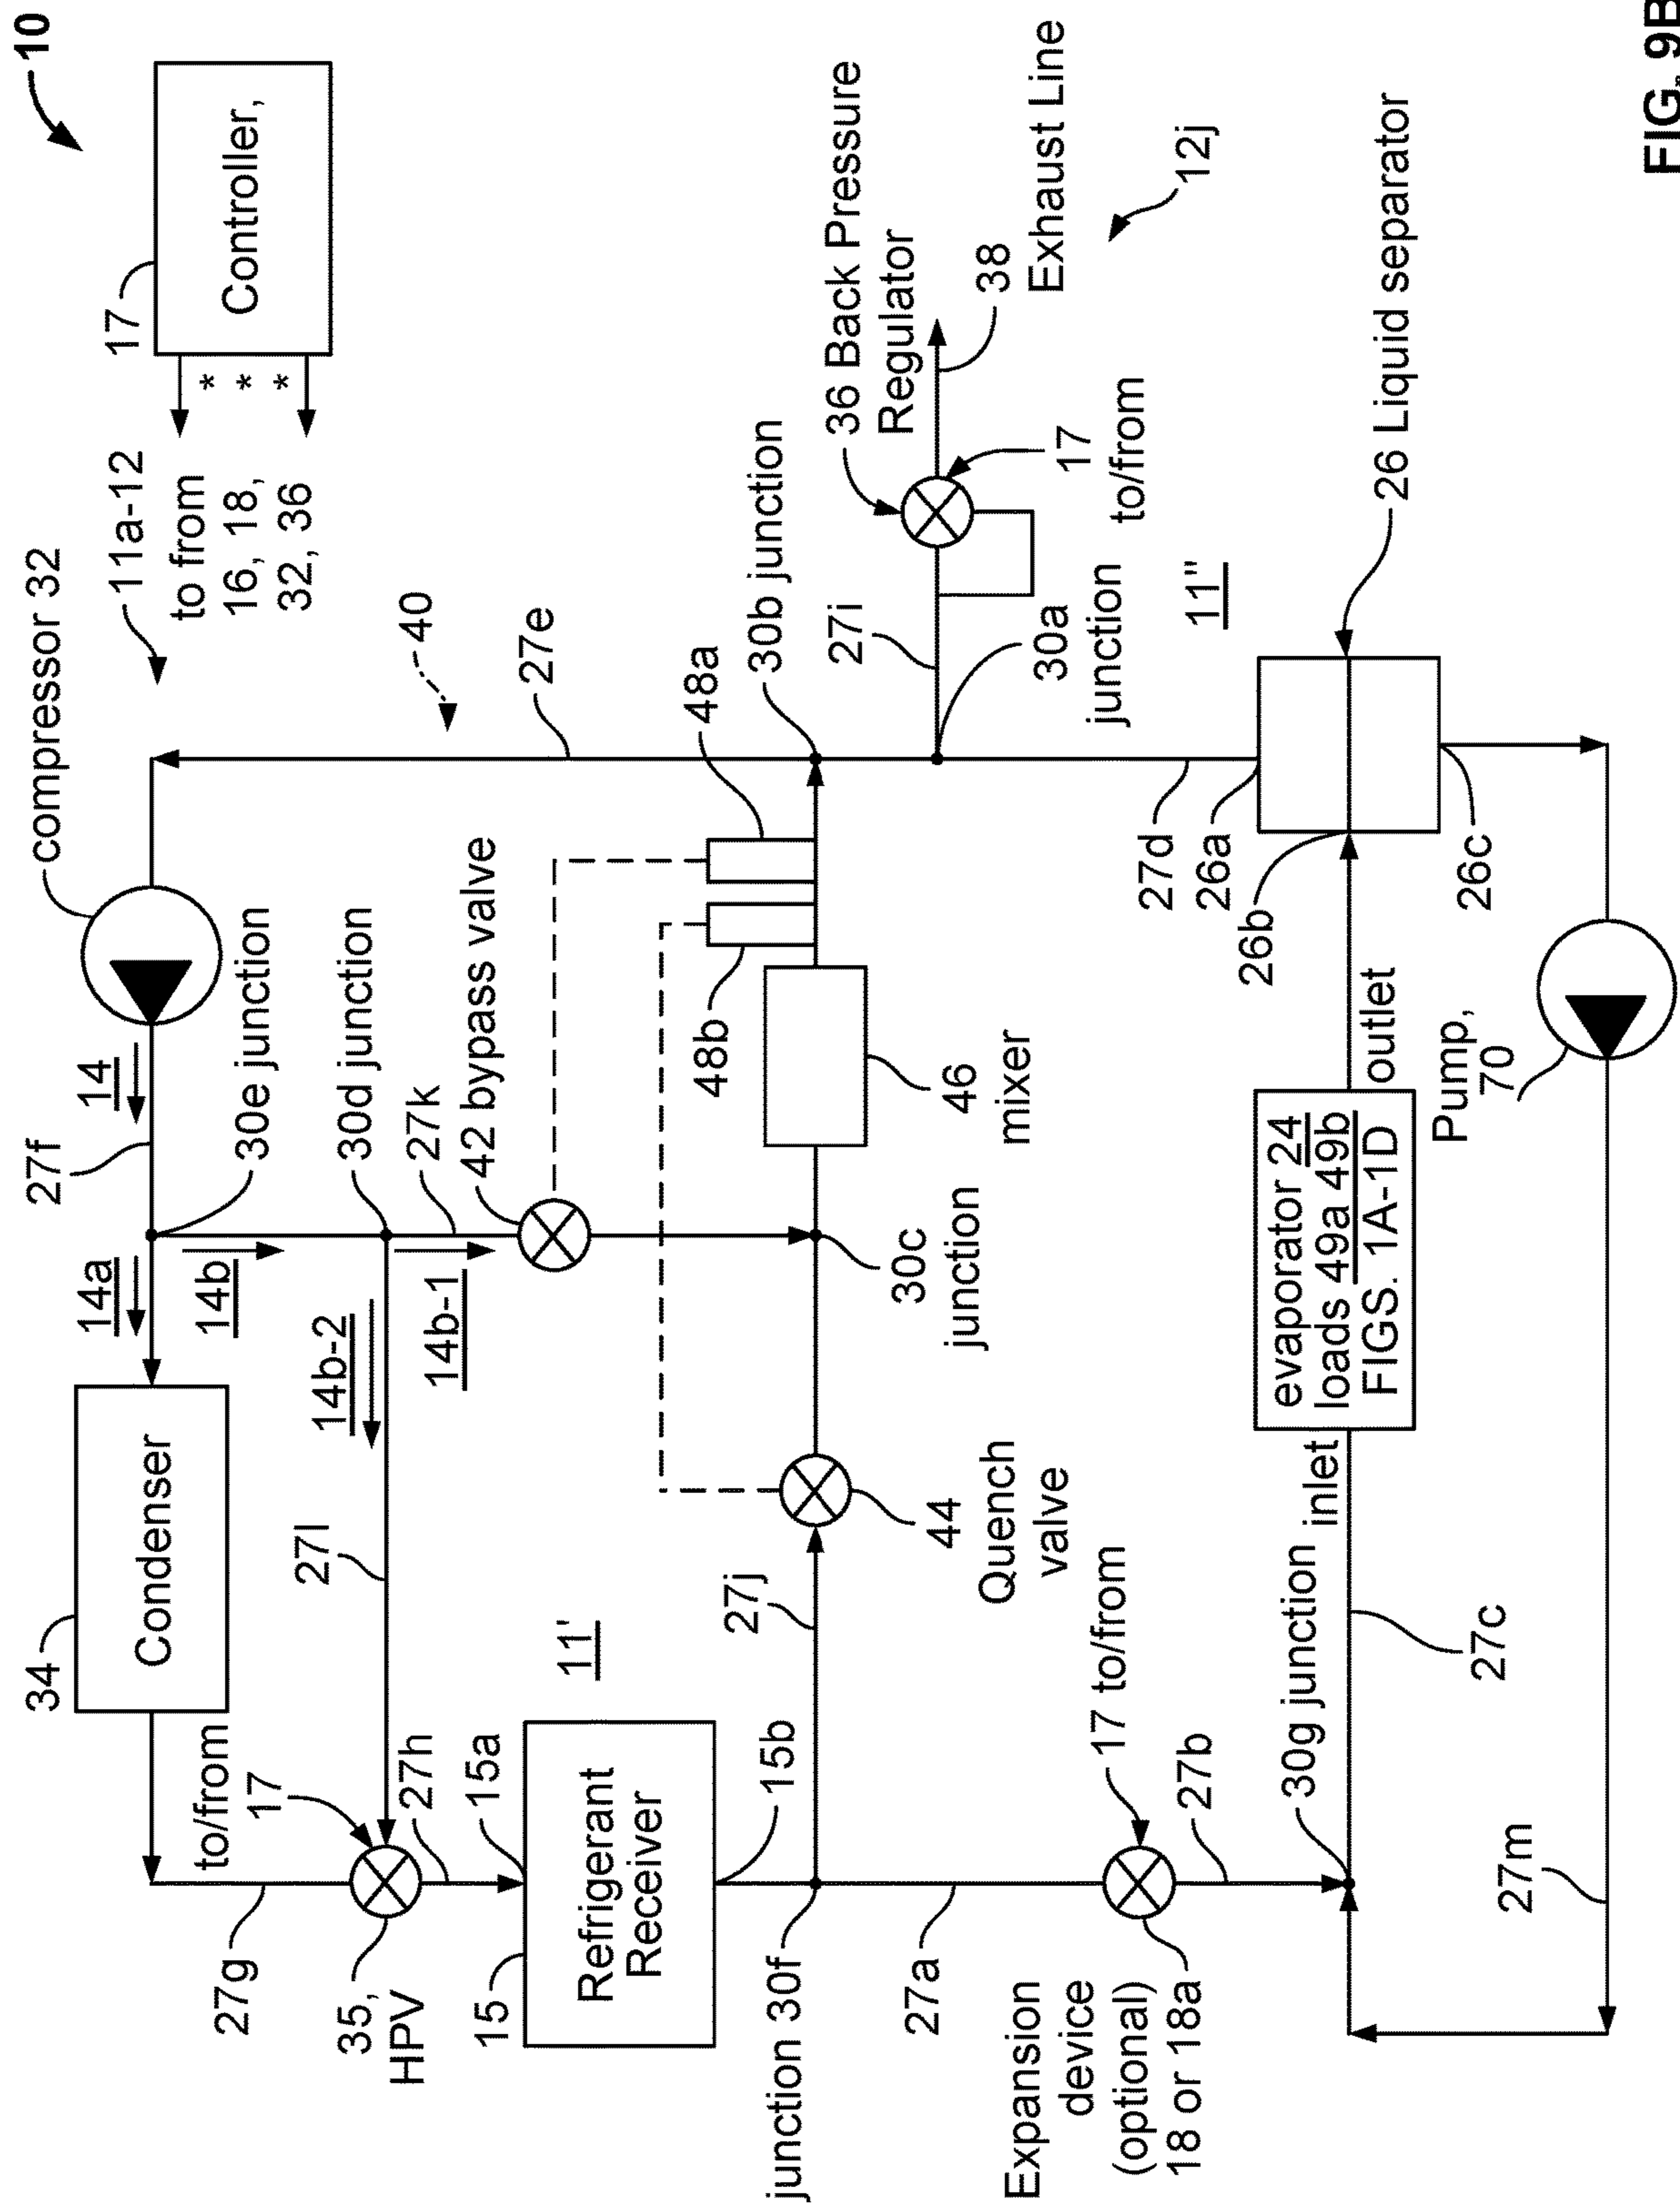 10
17
Controller,
*
*
*
11a-12
to from
16, 18,
32, 36
compressor 32
14
27f
30e junction
14a
14b
34
Condenser
to/from
17
27g
35,
HPV
27h
15a
15
Refrigerant
Receiver
11'
15b
27l
14b-2
14b-1
30d junction
27k
42 bypass valve
40
27e
48a
48b
30b junction
46
mixer
30c
junction
44
Quench
valve
27j
junction 30f
27a
Expansion
device
(optional)
18 or 18a
17 to/from
27b
30g junction
inlet
27c
evaporator 24
loads 49a 49b
FIGS. 1A-1D
outlet
Pump,
70
27m
26b
26c
26a
27d
26 Liquid separator
11"
30a
junction
27i
17
to/from
36 Back Pressure
Regulator
38
Exhaust Line
12j
FIG. 9B